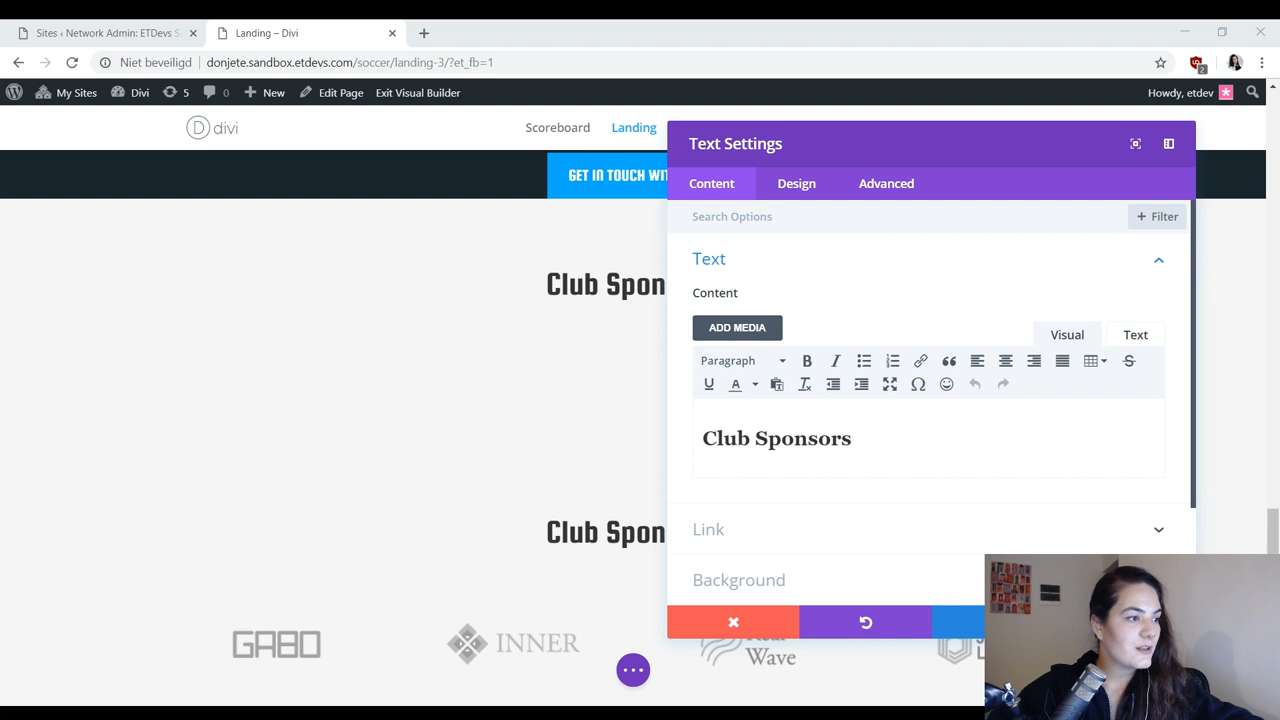 Sites ‹ Network Admin: ETDevs S
Landing – Divi
Niet beveiligd
donjete.sandbox.etdevs.com/soccer/landing-3/?et_fb=1
2
My Sites
Divi
5
0
New
Edit Page
Exit Visual Builder
Howdy, etdev
D divi
Scoreboard
Landing
GET IN TOUCH WIT
Text Settings
Content
Design
Advanced
Search Options
+ Filter
Text
Content
ADD MEDIA
Visual
Text
Paragraph
Club Sponsors
Link
Background
Club Spon
Club Spon
GABO
INNER
Wave